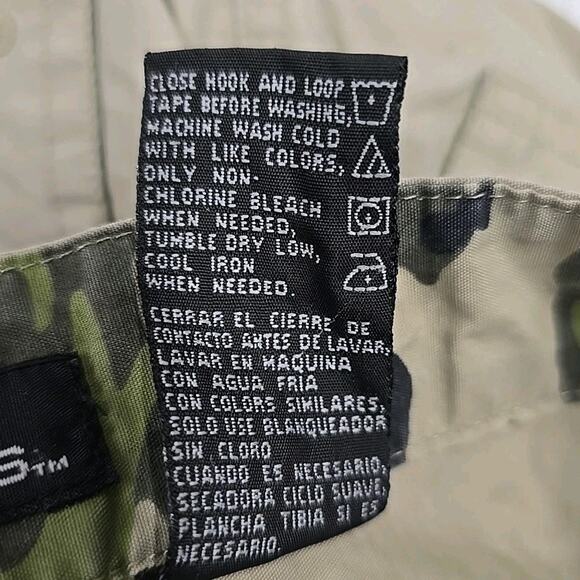 CLOSE HOOK AND LOOP
TAPE BEFORE WASHING,
MACHINE WASH COLD
WITH LIKE COLORS,
ONLY NON-
CHLORINE BLEACH
WHEN NEEDED,
TUMBLE DRY LOW,
COOL IRON
WHEN NEEDED.
CERRAR EL CIERRE DE
CONTACTO ANTES DE LAVAR,
LAVAR EN MAQUINA
CON AGUA FRIA
CON COLORS SIMILARES,
SOLO USE BLANQUEADOR
SIN CLORO
CUANDO ES NECESARIO,
SECADORA CICLO SUAVE,
PLANCHA TIBIA SI ES
NECESARIO.
S™